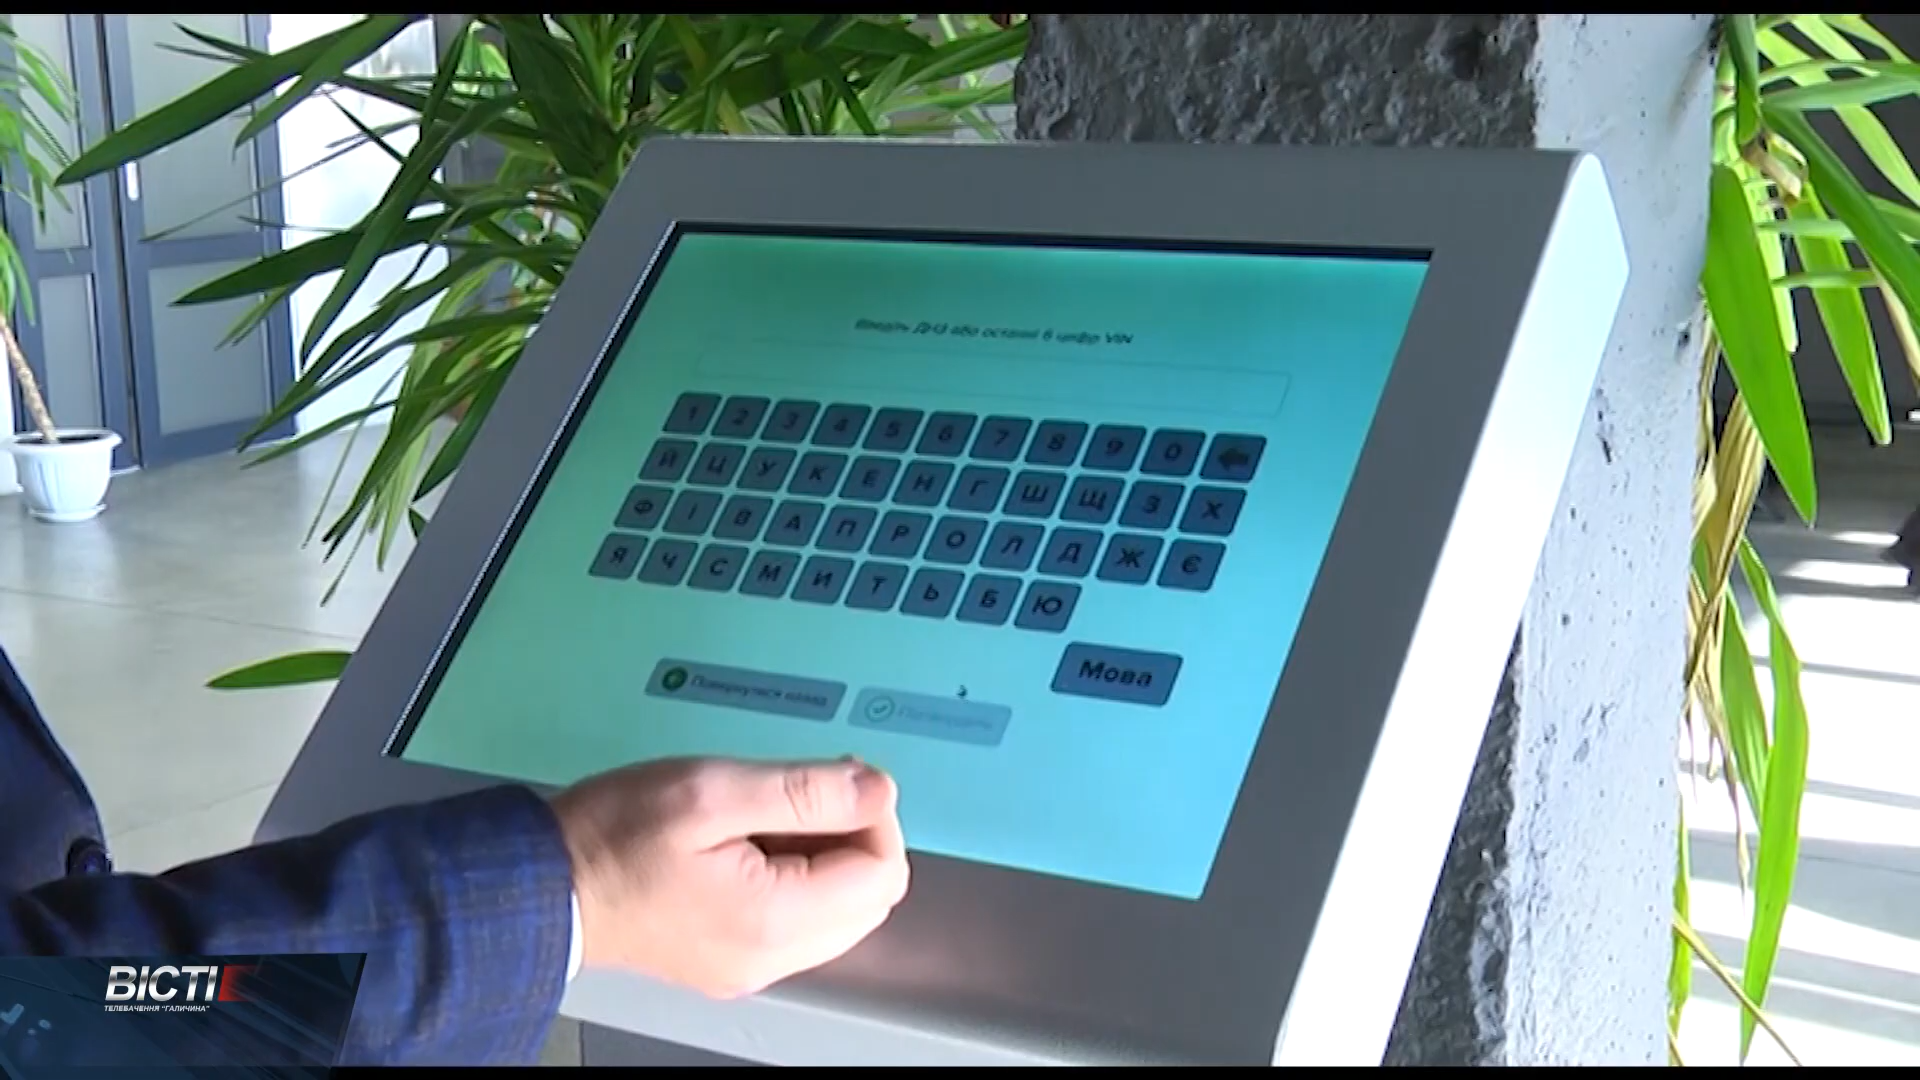 Введіть ДНЗ або останні 6 цифр VIN
1 2 3 4 5 6 7 8 9 0
Й Ц У К Е Н Г Ш Щ З Х
Ф І В А П Р О Л Д Ж Є
Я Ч С М И Т Ь Б Ю
Мова
Повернутися назад
Підтвердити
ВІСТІ
ТЕЛЕБАЧЕННЯ "ГАЛИЧИНА"